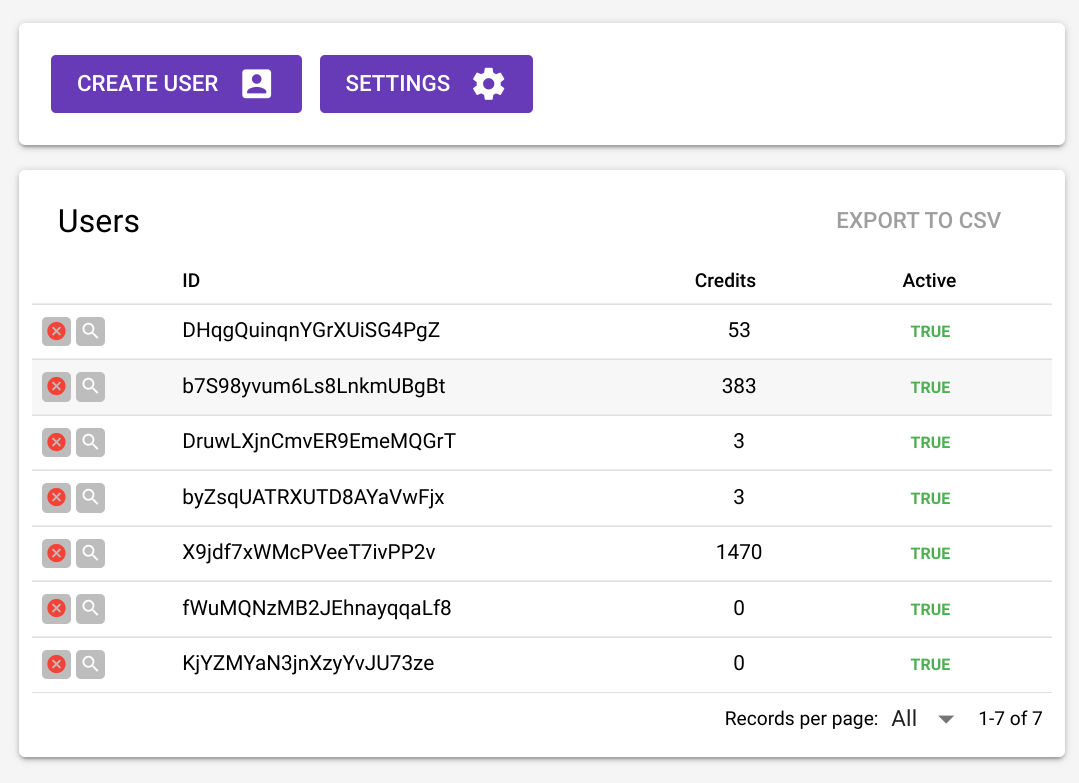 CREATE USER SETTINGS
Users EXPORT TO CSV
ID Credits Active
DHqgQuinqnYGrXUiSG4PgZ 53 TRUE
b7S98yvum6Ls8LnkmUBgBt 383 TRUE
DruwLXjnCmvER9EmeMQGrT 3 TRUE
byZsqUATRXUTD8AYaVwFjx 3 TRUE
X9jdf7xWMcPVeeT7ivPP2v 1470 TRUE
fWuMQNzMB2JEhnayqqaLf8 0 TRUE
KjYZMYaN3jnXzyYvJU73ze 0 TRUE
Records per page: All 1-7 of 7